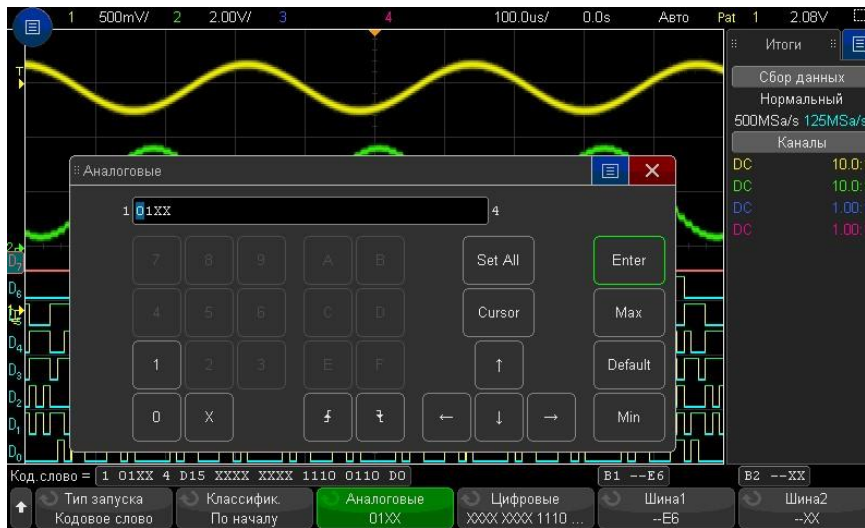 1 500mV/ 2 2.00V/ 3 4 100.0us/ 0.0s Авто Pat 1 2.08V
Итоги
Сбор данных
Нормальный
500MSa/s 125MSa/s
Каналы
DC 10.0:
DC 10.0:
DC 1.00:
DC 1.00:
T
Аналоговые
1 01XX 4
7 8 9 A B Set All Enter
4 5 6 C D Cursor Max
1 2 3 E F ↑ Default
0 X ← ↓ → Min
2
D7
D6
D4
D3
D2
D1
D0
Код.слово = 1 01XX 4 D15 XXXX XXXX 1110 0110 D0 B1 --E6 B2 --XX
Тип запуска Классифик. Аналоговые Цифровые Шина1 Шина2
Кодовое слово По началу 01XX XXXX XXXX 1110 ... --E6 --XX